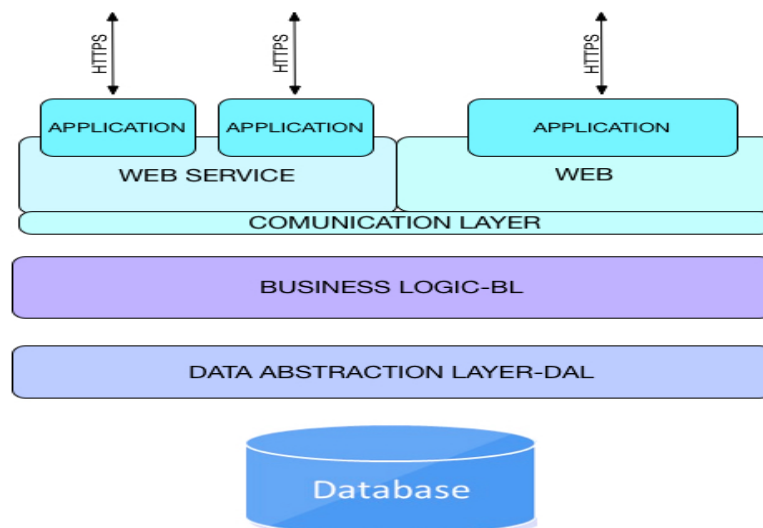 HTTPS
HTTPS
HTTPS
APPLICATION
APPLICATION
APPLICATION
WEB SERVICE
WEB
COMUNICATION LAYER
BUSINESS LOGIC-BL
DATA ABSTRACTION LAYER-DAL
Database